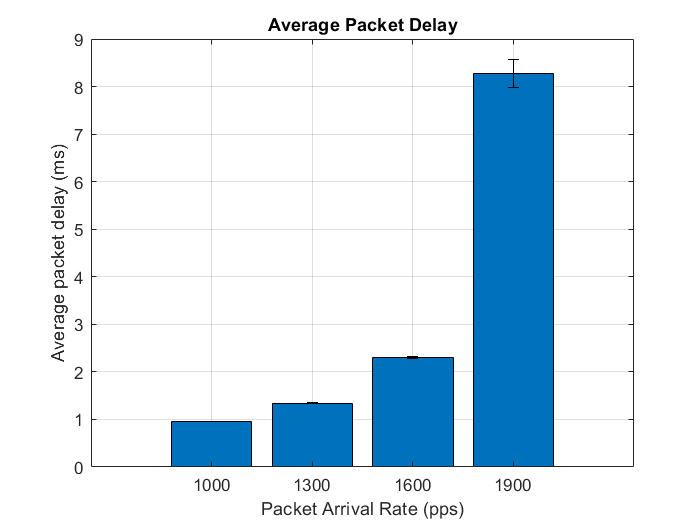 Average Packet Delay
9
8
7
6
5
4
3
2
1
0
Average packet delay (ms)
1000 1300 1600 1900
Packet Arrival Rate (pps)